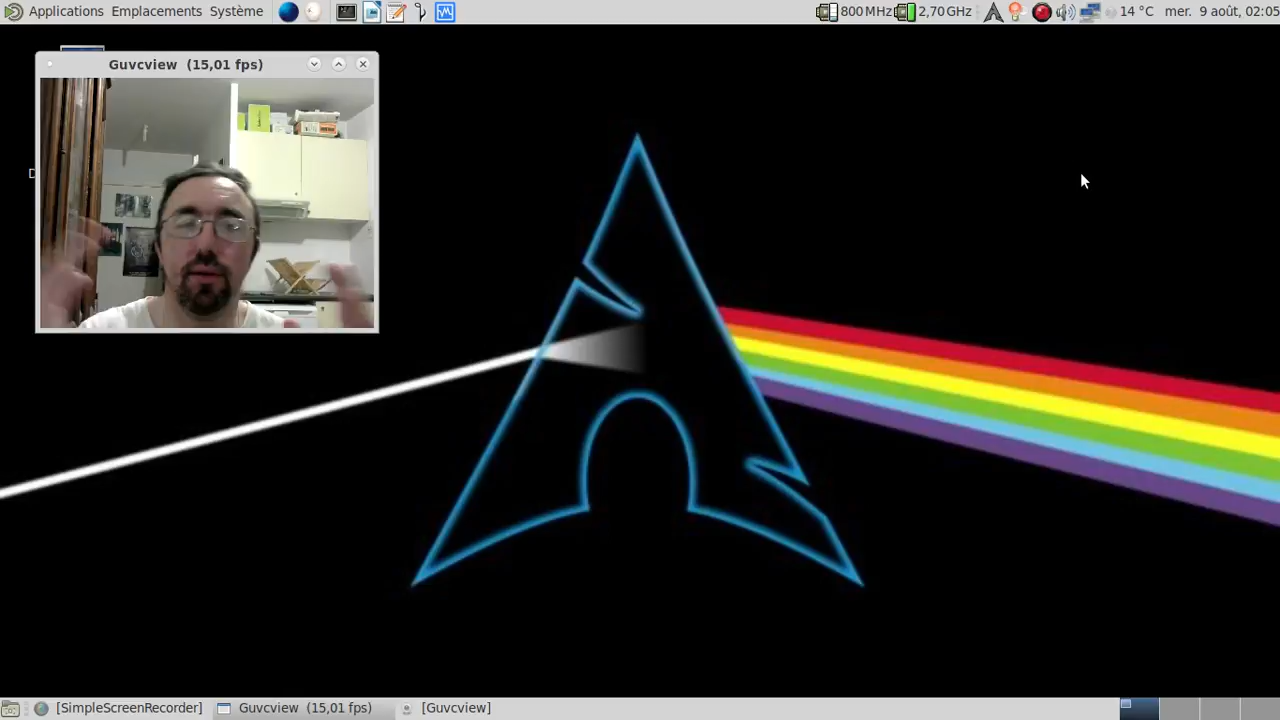 Applications Emplacements Système 800 MHz 2,70 GHz 14 °C mer. 9 août, 02:05
Guvcview (15,01 fps)
[SimpleScreenRecorder] Guvcview (15,01 fps) [Guvcview]